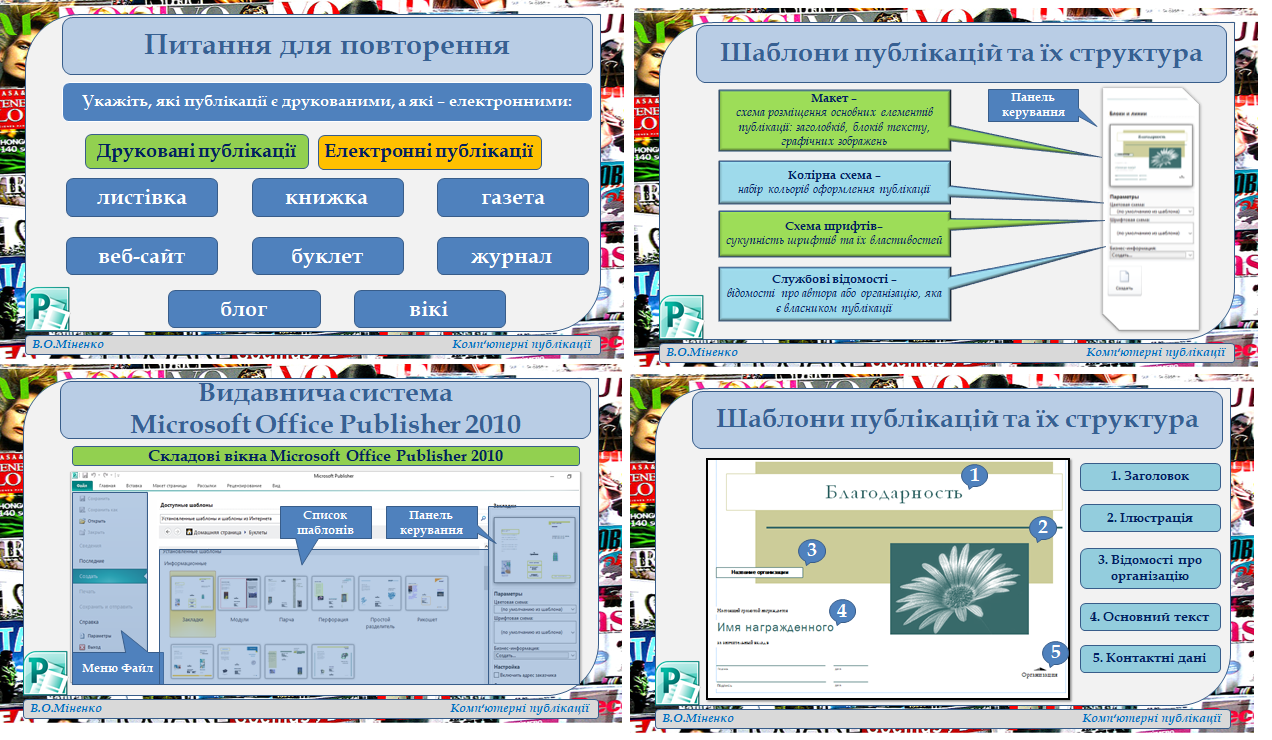 Питання для повторення
Укажіть, які публікації є друкованими, а які – електронними:
Друковані публікації
Електронні публікації
листівка
книжка
газета
веб-сайт
буклет
журнал
блог
вікі
В.О.Міненко
Комп'ютерні публікації
Шаблони публікацій та їх структура
Макет –
схема розміщення основних елементів
публікації: заголовків, блоків тексту,
графічних зображень
Панель
керування
Колірна схема –
набір кольорів оформлення публікації
Схема шрифтів–
сукупність шрифтів та їх властивостей
Службові відомості –
відомості про автора або організацію, яка
є власником публікації
Блоки и линии
Благодарность
Параметры
Цветовая схема:
(по умолчанию из шаблона)
Шрифтовая схема:
(по умолчанию из шаблона)
Бизнес-информация:
Создать...
Создать
В.О.Міненко
Комп'ютерні публікації
Видавнича система
Microsoft Office Publisher 2010
Складові вікна Microsoft Office Publisher 2010
Microsoft Publisher
Файл
Главная
Вставка
Макет страницы
Рассылки
Рецензирование
Вид
Сохранить
Сохранить как
Открыть
Закрыть
Сведения
Последние
Создать
Печать
Сохранить и отправить
Справка
Параметры
Выход
Меню Файл
Доступные шаблоны
Установленные шаблоны и шаблоны из Интернета
Домашняя страница
Буклеты
Список
шаблонів
Панель
керування
Установленные шаблоны
Информационные
Закладки
Модули
Парча
Перфорация
Простой
разделитель
Рикошет
Закладки
Параметры
Цветовая схема:
(по умолчанию из шаблона)
Шрифтовая схема:
(по умолчанию из шаблона)
Бизнес-информация:
Создать...
Настройка
Включить адрес заказчика
В.О.Міненко
Комп'ютерні публікації
Шаблони публікацій та їх структура
1
Благодарность
2
3
Название организации
4
Имя награжденного
5
Организация
1. Заголовок
2. Ілюстрація
3. Відомості про
організацію
4. Основний текст
5. Контактні дані
В.О.Міненко
Комп'ютерні публікації